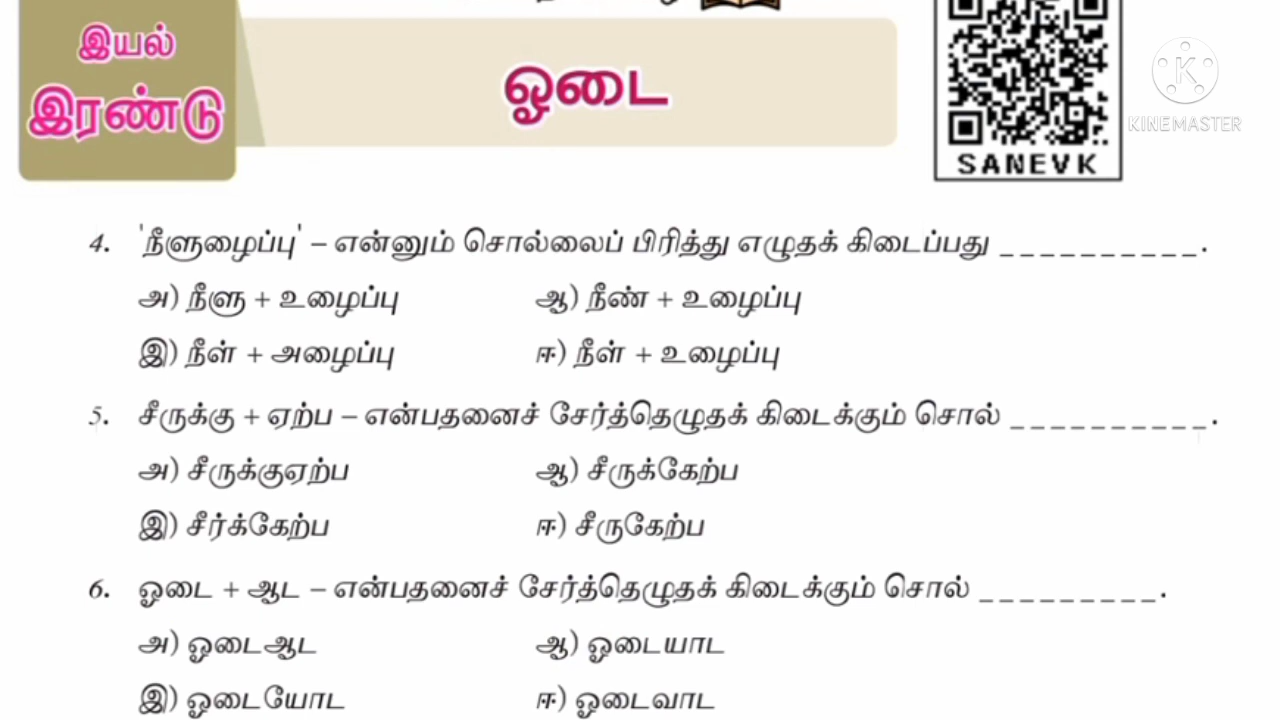 இயல்
இரண்டு
ஓடை
SANEVK
KINEMASTER
4. 'நீளுழைப்பு' – என்னும் சொல்லைப் பிரித்து எழுதக் கிடைப்பது __________.
அ) நீளு + உழைப்பு ஆ) நீண் + உழைப்பு
இ) நீள் + அழைப்பு ஈ) நீள் + உழைப்பு
5. சீருக்கு + ஏற்ப – என்பதனைச் சேர்த்தெழுதக் கிடைக்கும் சொல் __________.
அ) சீருக்குஏற்ப ஆ) சீருக்கேற்ப
இ) சீர்க்கேற்ப ஈ) சீருகேற்ப
6. ஓடை + ஆட – என்பதனைச் சேர்த்தெழுதக் கிடைக்கும் சொல் _________.
அ) ஓடைஆட ஆ) ஓடையாட
இ) ஓடையோட ஈ) ஓடைவாட